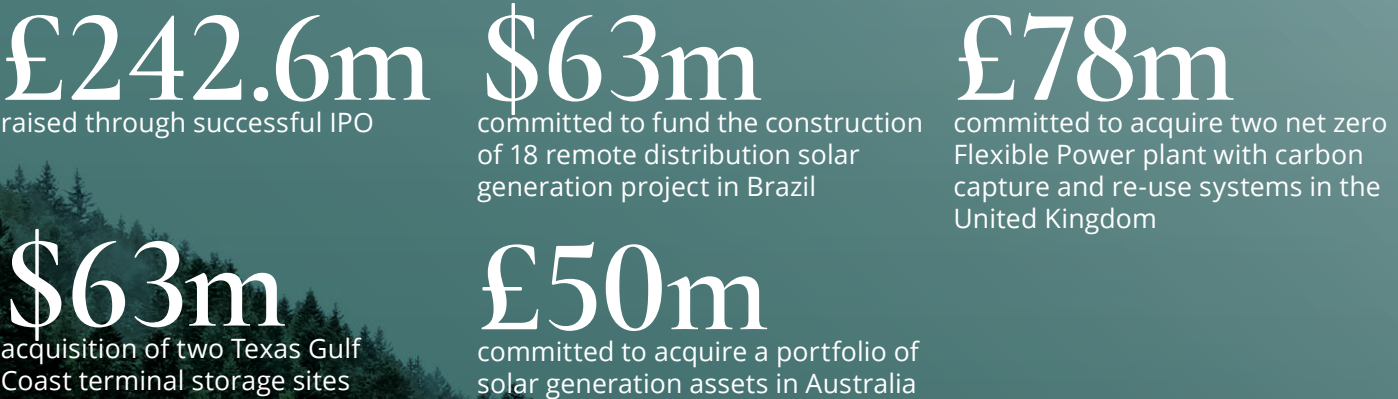 £242.6m
raised through successful IPO
$63m
committed to fund the construction
of 18 remote distribution solar
generation project in Brazil
£78m
committed to acquire two net zero
Flexible Power plant with carbon
capture and re-use systems in the
United Kingdom
$63m
acquisition of two Texas Gulf
Coast terminal storage sites
£50m
committed to acquire a portfolio of
solar generation assets in Australia